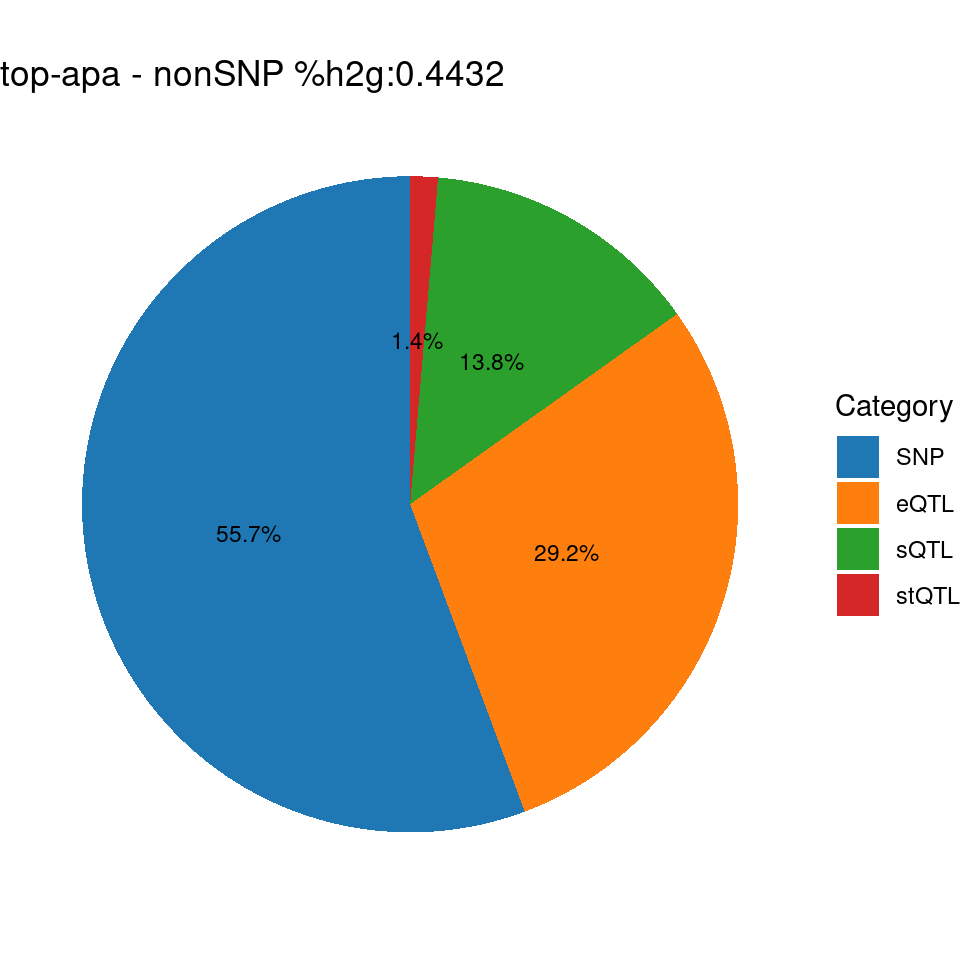 top-apa - nonSNP %h2g:0.4432
1.4%
13.8%
55.7%
29.2%
Category
SNP
eQTL
sQTL
stQTL